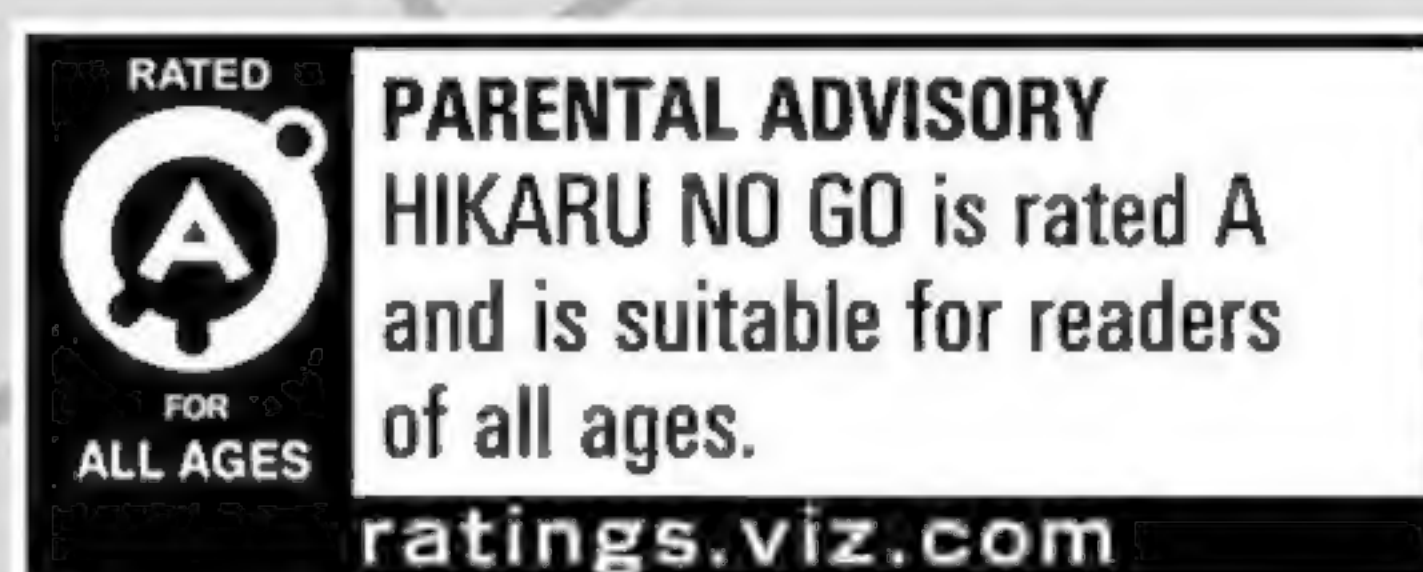 RATED
A
FOR
ALL AGES
PARENTAL ADVISORY
HIKARU NO GO is rated A
and is suitable for readers
of all ages.
ratings.viz.com